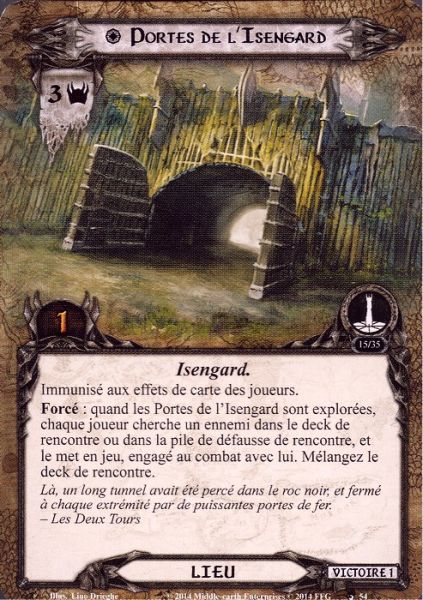 PORTES DE L'ISENGARD
3
1
15/35
Isengard.
Immunisé aux effets de carte des joueurs.
Forcé : quand les Portes de l'Isengard sont explorées,
chaque joueur cherche un ennemi dans le deck de
rencontre ou dans la pile de défausse de rencontre, et
le met en jeu, engagé au combat avec lui. Mélangez le
deck de rencontre.
Là, un long tunnel avait été percé dans le roc noir, et fermé
à chaque extrémité par de puissantes portes de fer.
– Les Deux Tours
LIEU
VICTOIRE 1
Illus. Lino Drieghe
© 2014 Middle-earth Enterprises © 2014 FFG
54